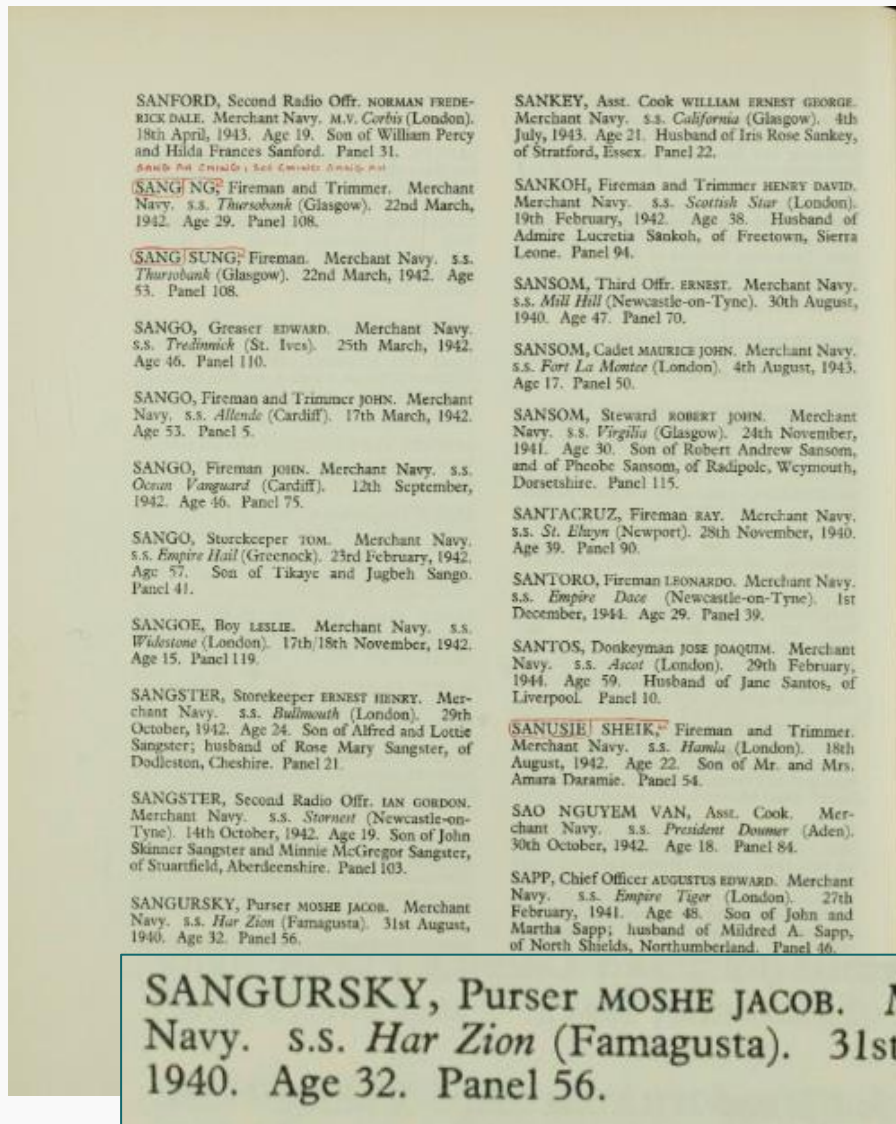 SANFORD, Second Radio Offr. NORMAN FREDE-
RICK DALE. Merchant Navy. M.V. Corbis (London).
18th April, 1943. Age 19. Son of William Percy
and Hilda Frances Sanford. Panel 31.
SANG AH CHING; SEE CHING SANG AH
SANG NG, Fireman and Trimmer. Merchant
Navy. s.s. Thursobank (Glasgow). 22nd March,
1942. Age 29. Panel 108.
SANG SUNG, Fireman. Merchant Navy. s.s.
Thursobank (Glasgow). 22nd March, 1942. Age
53. Panel 108.
SANGO, Greaser EDWARD. Merchant Navy.
s.s. Tredinnick (St. Ives). 25th March, 1942.
Age 46. Panel 110.
SANGO, Fireman and Trimmer JOHN. Merchant
Navy. s.s. Allende (Cardiff). 17th March, 1942.
Age 53. Panel 5.
SANGO, Fireman JOHN. Merchant Navy. s.s.
Ocean Vanguard (Cardiff). 12th September,
1942. Age 46. Panel 75.
SANGO, Storekeeper TOM. Merchant Navy.
s.s. Empire Hail (Greenock). 23rd February, 1942.
Age 57. Son of Tikaye and Jugbeh Sango.
Panel 41.
SANGOE, Boy LESLIE. Merchant Navy. s.s.
Widestone (London). 17th/18th November, 1942.
Age 15. Panel 119.
SANGSTER, Storekeeper ERNEST HENRY. Mer-
chant Navy. s.s. Bullmouth (London). 29th
October, 1942. Age 24. Son of Alfred and Lottie
Sangster; husband of Rose Mary Sangster, of
Dodleston, Cheshire. Panel 21.
SANGSTER, Second Radio Offr. IAN GORDON.
Merchant Navy. s.s. Stornest (Newcastle-on-
Tyne). 14th October, 1942. Age 19. Son of John
Skinner Sangster and Minnie McGregor Sangster,
of Stuartfield, Aberdeenshire. Panel 103.
SANGURSKY, Purser MOSHE JACOB. Merchant
Navy. s.s. Har Zion (Famagusta). 31st August,
1940. Age 32. Panel 56.
SANKEY, Asst. Cook WILLIAM ERNEST GEORGE.
Merchant Navy. s.s. California (Glasgow). 4th
July, 1943. Age 21. Husband of Iris Rose Sankey,
of Stratford, Essex. Panel 22.
SANKOH, Fireman and Trimmer HENRY DAVID.
Merchant Navy. s.s. Scottish Star (London).
19th February, 1942. Age 38. Husband of
Admire Lucretia Sankoh, of Freetown, Sierra
Leone. Panel 94.
SANSOM, Third Offr. ERNEST. Merchant Navy.
s.s. Mill Hill (Newcastle-on-Tyne). 30th August,
1940. Age 47. Panel 70.
SANSOM, Cadet MAURICE JOHN. Merchant Navy.
s.s. Fort La Montee (London). 4th August, 1943.
Age 17. Panel 50.
SANSOM, Steward ROBERT JOHN. Merchant
Navy. s.s. Virgilia (Glasgow). 24th November,
1941. Age 30. Son of Robert Andrew Sansom,
and of Pheobe Sansom, of Radipole, Weymouth,
Dorsetshire. Panel 115.
SANTACRUZ, Fireman RAY. Merchant Navy.
s.s. St. Elwyn (Newport). 28th November, 1940.
Age 39. Panel 90.
SANTORO, Fireman LEONARDO. Merchant Navy.
s.s. Empire Dace (Newcastle-on-Tyne). 1st
December, 1944. Age 29. Panel 39.
SANTOS, Donkeyman JOSE JOAQUIM. Merchant
Navy. s.s. Ascot (London). 29th February,
1944. Age 59. Husband of Jane Santos, of
Liverpool. Panel 10.
SANUSIE SHEIK, Fireman and Trimmer.
Merchant Navy. s.s. Hamla (London). 18th
August, 1942. Age 22. Son of Mr. and Mrs.
Amara Daramie. Panel 54.
SAO NGUYEM VAN, Asst. Cook. Mer-
chant Navy. s.s. President Doumer (Aden).
30th October, 1942. Age 18. Panel 84.
SAPP, Chief Officer AUGUSTUS EDWARD. Merchant
Navy. s.s. Empire Tiger (London). 27th
February, 1941. Age 48. Son of John and
Martha Sapp; husband of Mildred A. Sapp,
of North Shields, Northumberland. Panel 46.
SANGURSKY, Purser MOSHE JACOB.
Navy. s.s. Har Zion (Famagusta). 31st
1940. Age 32. Panel 56.